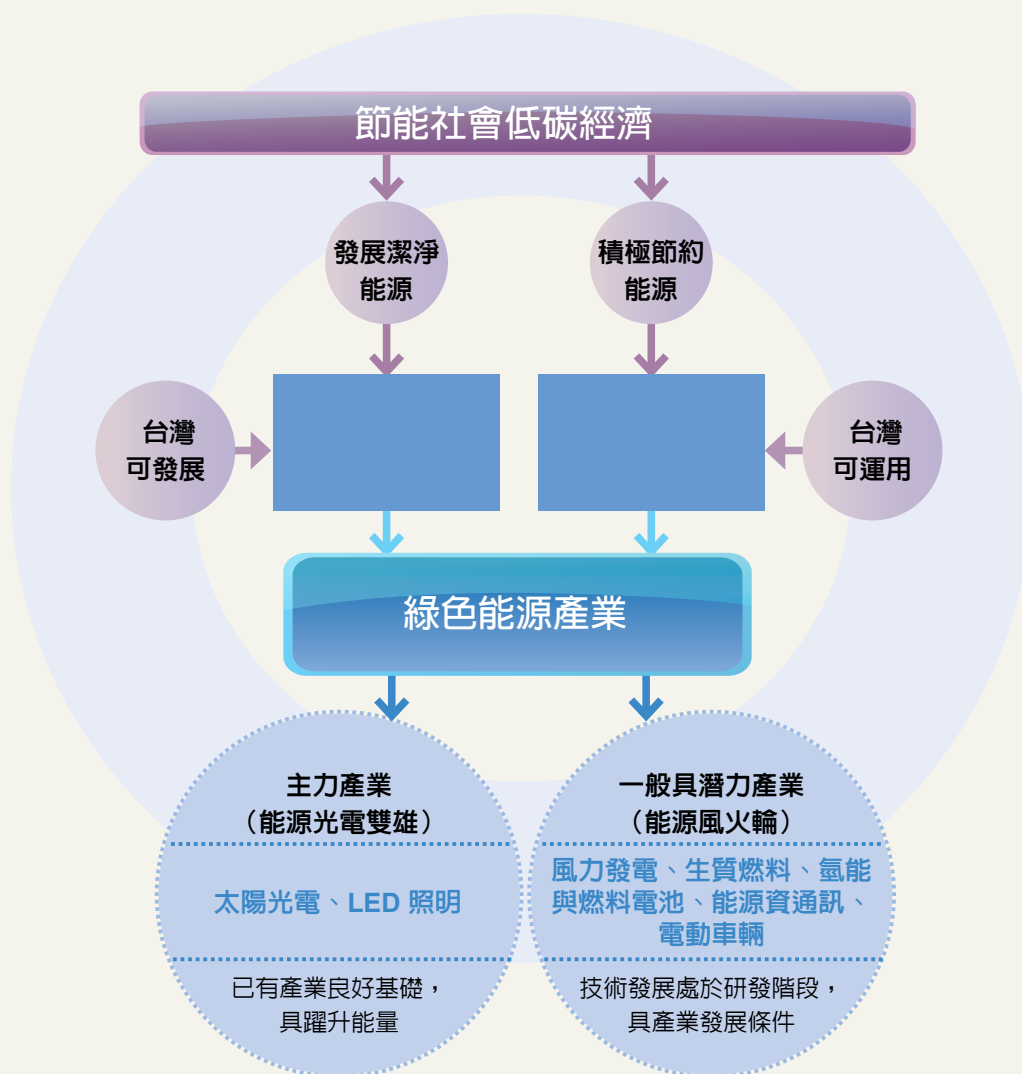 節能社會低碳經濟
發展潔淨
能源
積極節約
能源
台灣
可發展
台灣
可運用
綠色能源產業
主力產業
（能源光電雙雄）
太陽光電、LED 照明
已有產業良好基礎，
具躍升能量
一般具潛力產業
（能源風火輪）
風力發電、生質燃料、氫能
與燃料電池、能源資通訊、
電動車輛
技術發展處於研發階段，
具產業發展條件